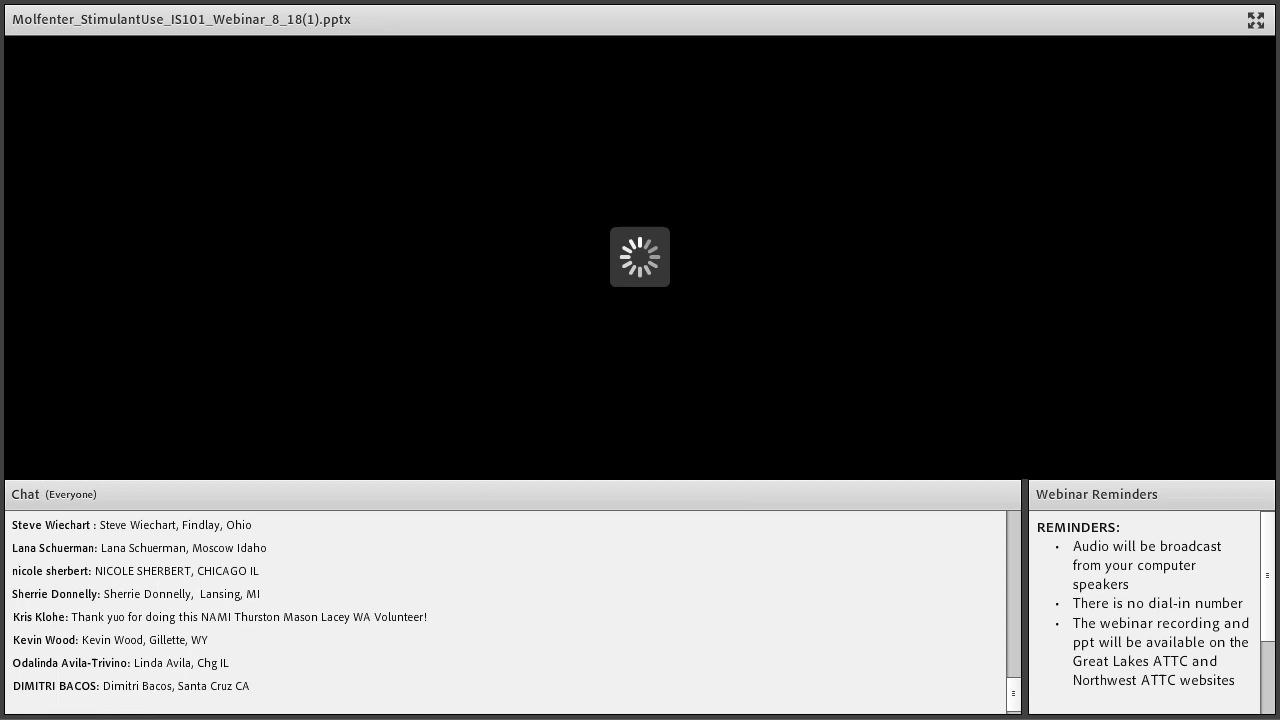 Molfenter_StimulantUse_IS101_Webinar_8_18(1).pptx
Chat (Everyone)
Steve Wiechart : Steve Wiechart, Findlay, Ohio
Lana Schuerman: Lana Schuerman, Moscow Idaho
nicole sherbert: NICOLE SHERBERT, CHICAGO IL
Sherrie Donnelly: Sherrie Donnelly, Lansing, MI
Kris Klohe: Thank yuo for doing this NAMI Thurston Mason Lacey WA Volunteer!
Kevin Wood: Kevin Wood, Gillette, WY
Odalinda Avila-Trivino: Linda Avila, Chg IL
DIMITRI BACOS: Dimitri Bacos, Santa Cruz CA
Webinar Reminders
REMINDERS:
• Audio will be broadcast
from your computer
speakers
• There is no dial-in number
• The webinar recording and
ppt will be available on the
Great Lakes ATTC and
Northwest ATTC websites